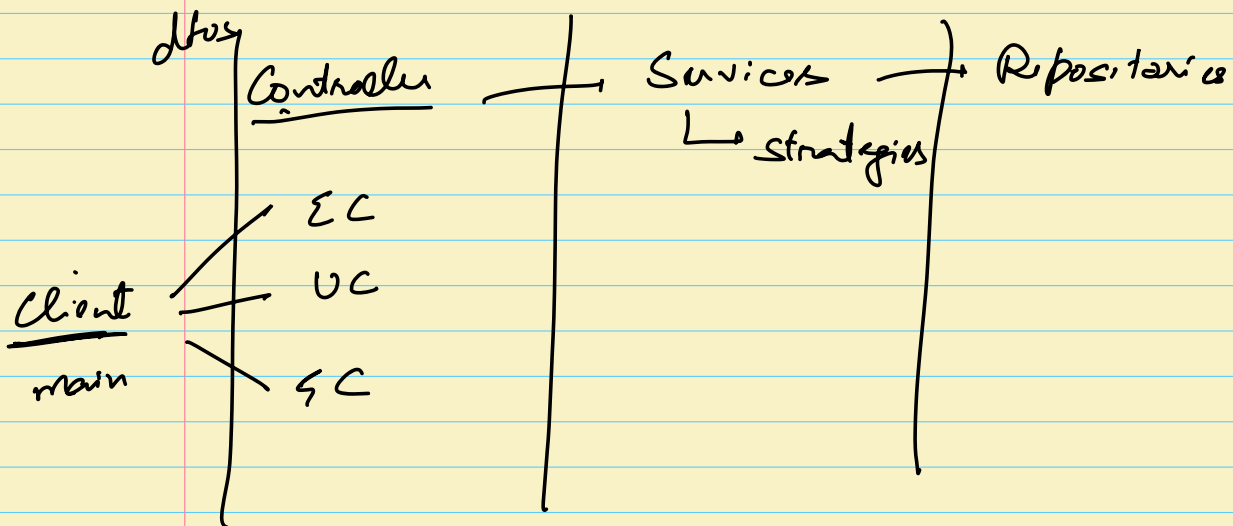 dtos
Controller → Services → Repositories
↳ strategies
EC
UC
Client
main
SC